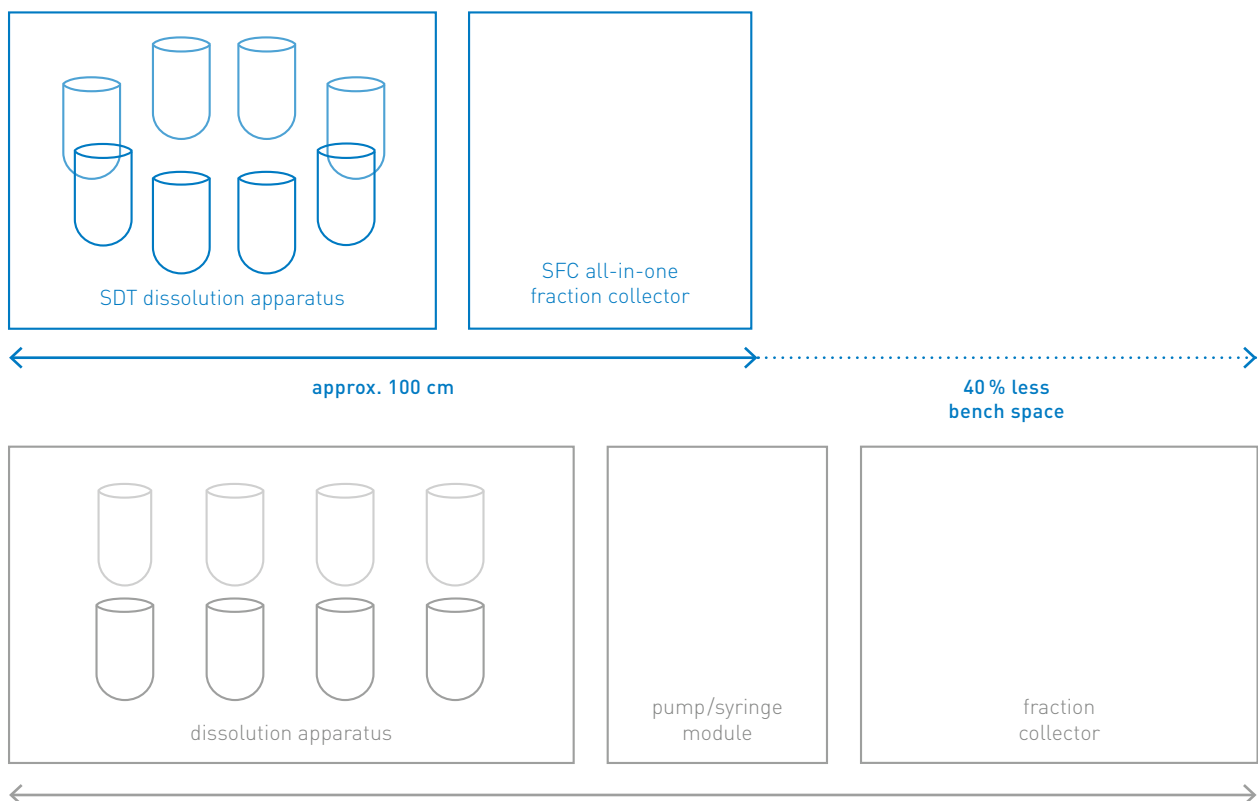 SDT dissolution apparatus
SFC all-in-one
fraction collector
approx. 100 cm
40 % less
bench space
dissolution apparatus
pump/syringe
module
fraction
collector